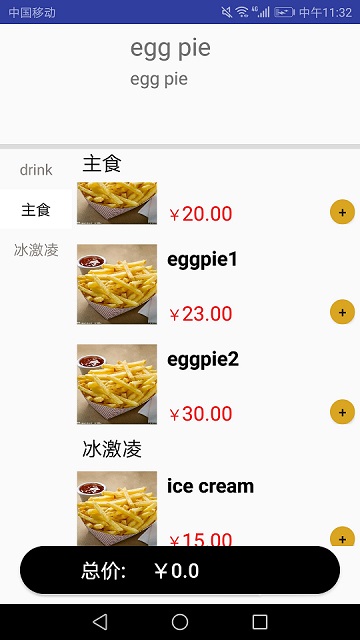 中国移动 4G 中午11:32
egg pie
egg pie
drink
主食
冰激凌
主食
￥20.00
+
eggpie1
￥23.00
+
eggpie2
￥30.00
+
冰激凌
ice cream
￥15.00
+
总价: ￥0.0